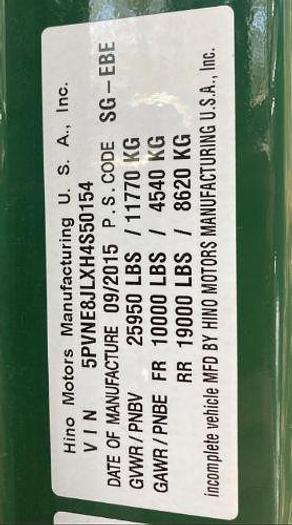 Hino Motors Manufacturing U. S. A., Inc.
VIN 5PVNE8JLXH4S50154
DATE OF MANUFACTURE 09/2015 P.S.CODE SG-EBE
GVWR/PNBV 25950 LBS / 11770 KG
GAWR/PNBE FR 10000 LBS / 4540 KG
RR 19000 LBS / 8620 KG
incomplete vehicle MFD BY HINO MOTORS MANUFACTURING U.S.A., Inc.